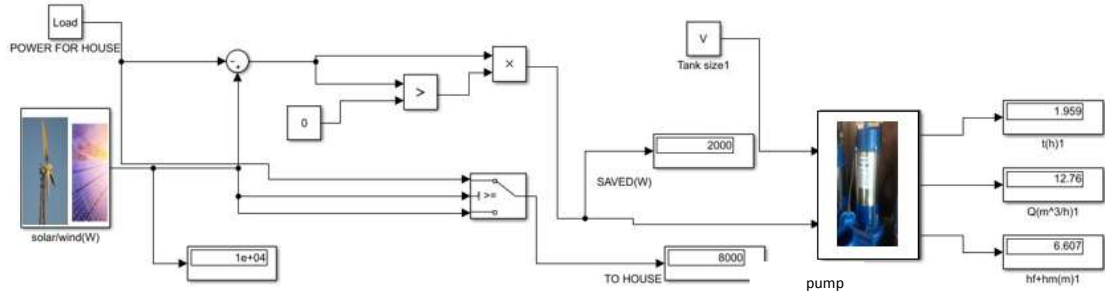 Load
POWER FOR HOUSE
-
+
0
>
×
V
Tank size1
solar/wind(W)
1e+04
>=
2000
SAVED(W)
8000
TO HOUSE
pump
1.959
t(h)1
12.76
Q(m^3/h)1
6.607
hf+hm(m)1